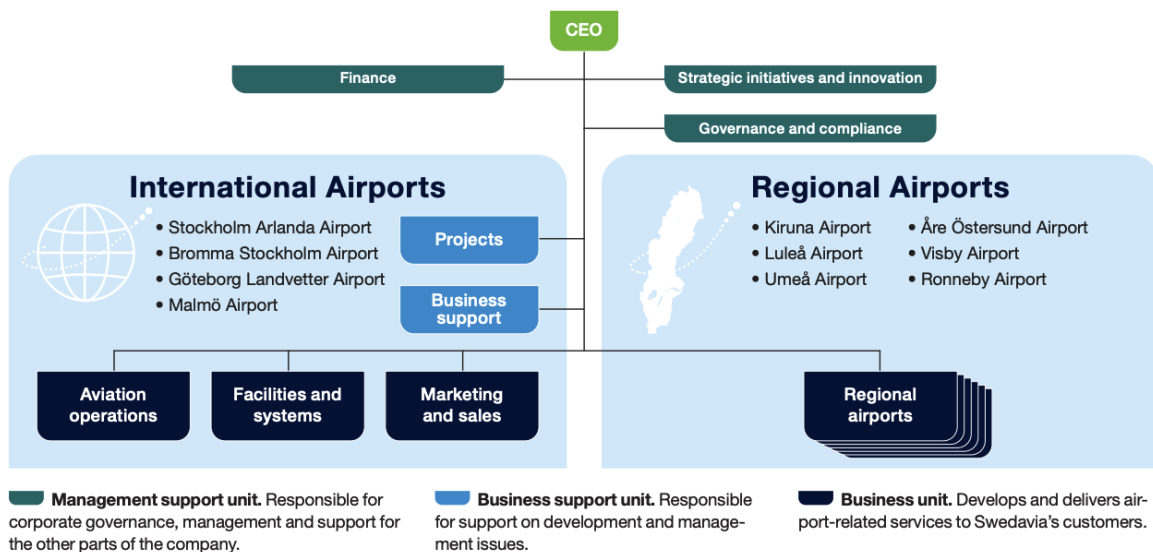 CEO
Finance
Strategic initiatives and innovation
Governance and compliance
International Airports
• Stockholm Arlanda Airport
• Bromma Stockholm Airport
• Göteborg Landvetter Airport
• Malmö Airport
Projects
Business
support
Regional Airports
• Kiruna Airport
• Luleå Airport
• Umeå Airport
• Åre Östersund Airport
• Visby Airport
• Ronneby Airport
Aviation
operations
Facilities and
systems
Marketing
and sales
Regional
airports
Management support unit. Responsible for
corporate governance, management and support for
the other parts of the company.
Business support unit. Responsible
for support on development and manage-
ment issues.
Business unit. Develops and delivers air-
port-related services to Swedavia's customers.